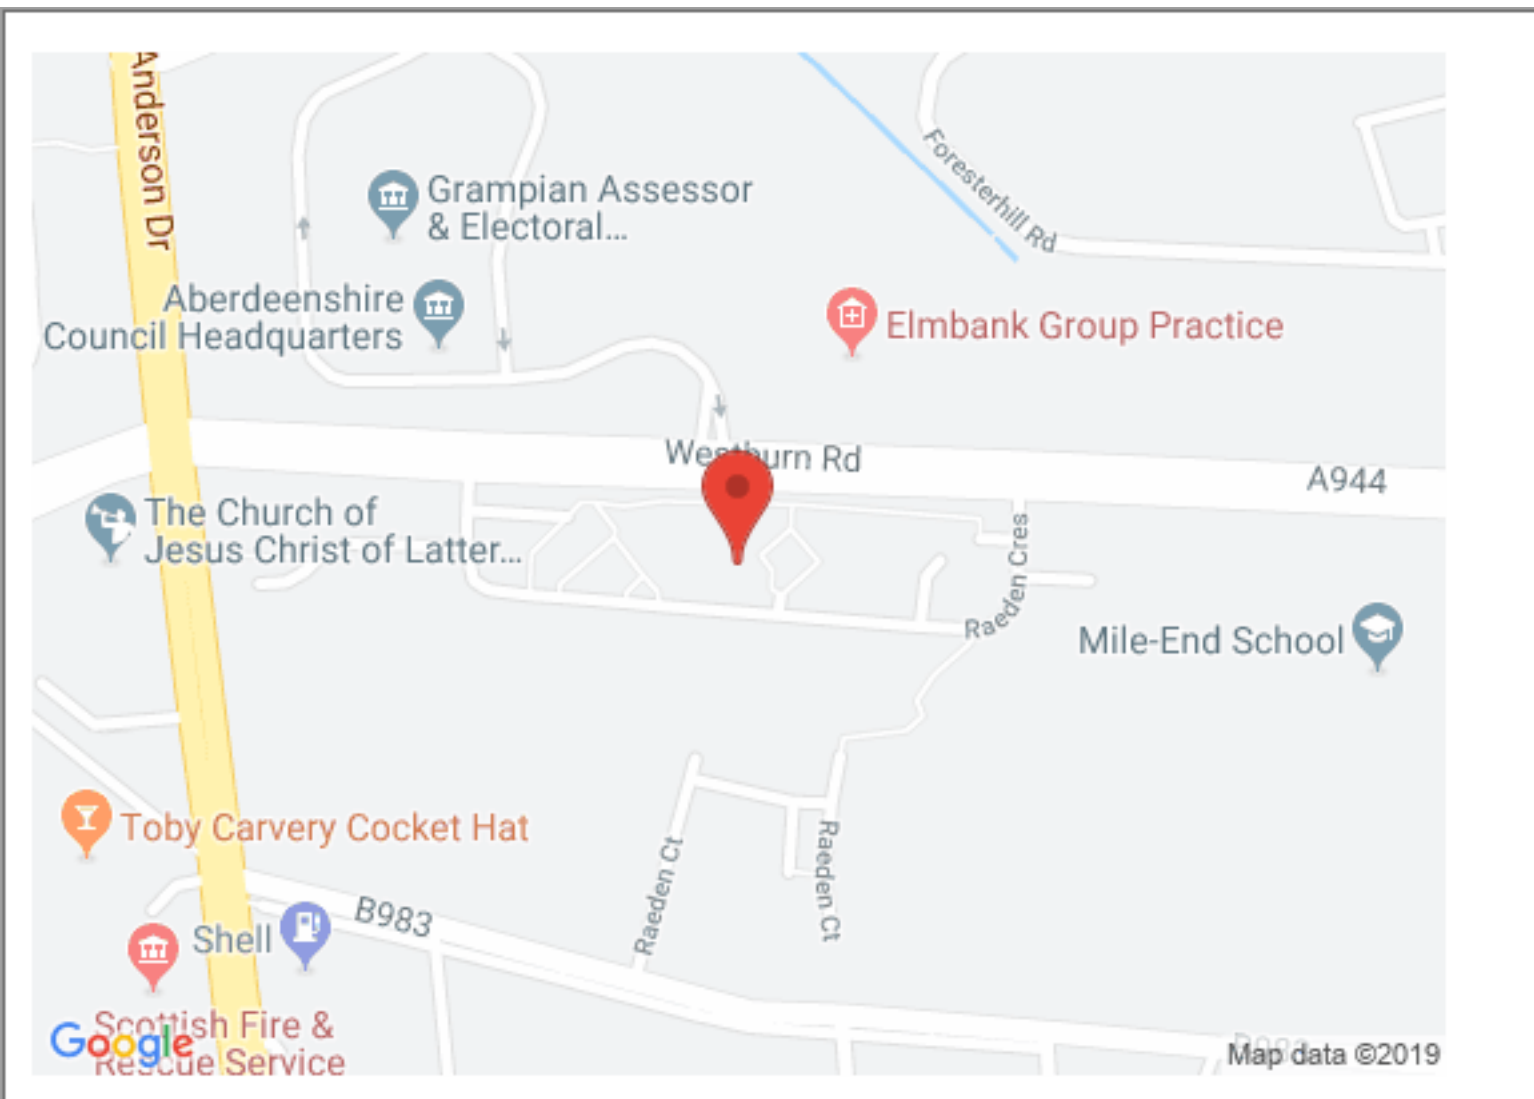 Anderson Dr
Foresterhill Rd
Grampian Assessor
& Electoral...
Aberdeenshire
Council Headquarters
Elmbank Group Practice
Westburn Rd
A944
The Church of
Jesus Christ of Latter...
Raeden Cres
Mile-End School
Toby Carvery Cocket Hat
Raeden Ct
Raeden Ct
B983
Shell
Scottish Fire &
Rescue Service
Google
B983
Map data ©2019